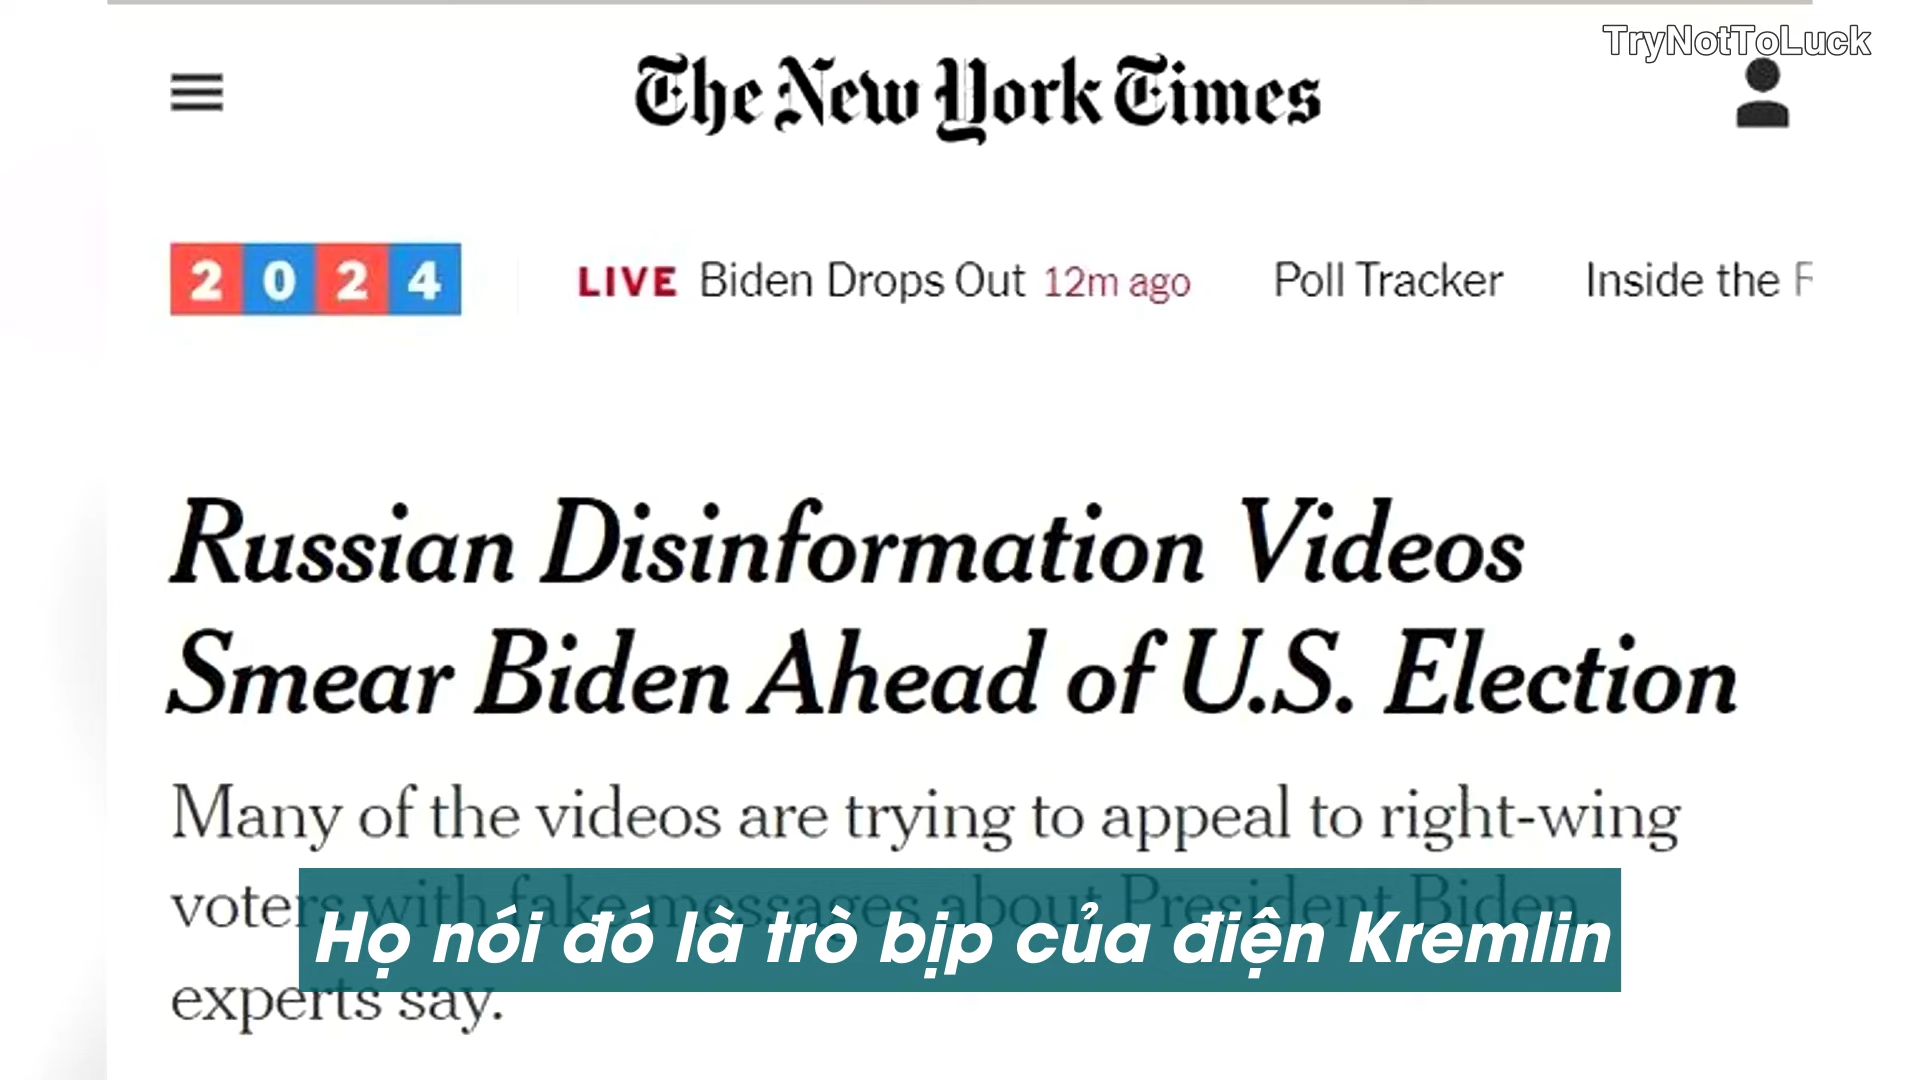 TryNotToLuck
The New York Times
2024 LIVE Biden Drops Out 12m ago Poll Tracker Inside the
Russian Disinformation Videos
Smear Biden Ahead of U.S. Election
Many of the videos are trying to appeal to right-wing
voters with fake messages about President Biden,
Họ nói đó là trò bịp của điện Kremlin
experts say.